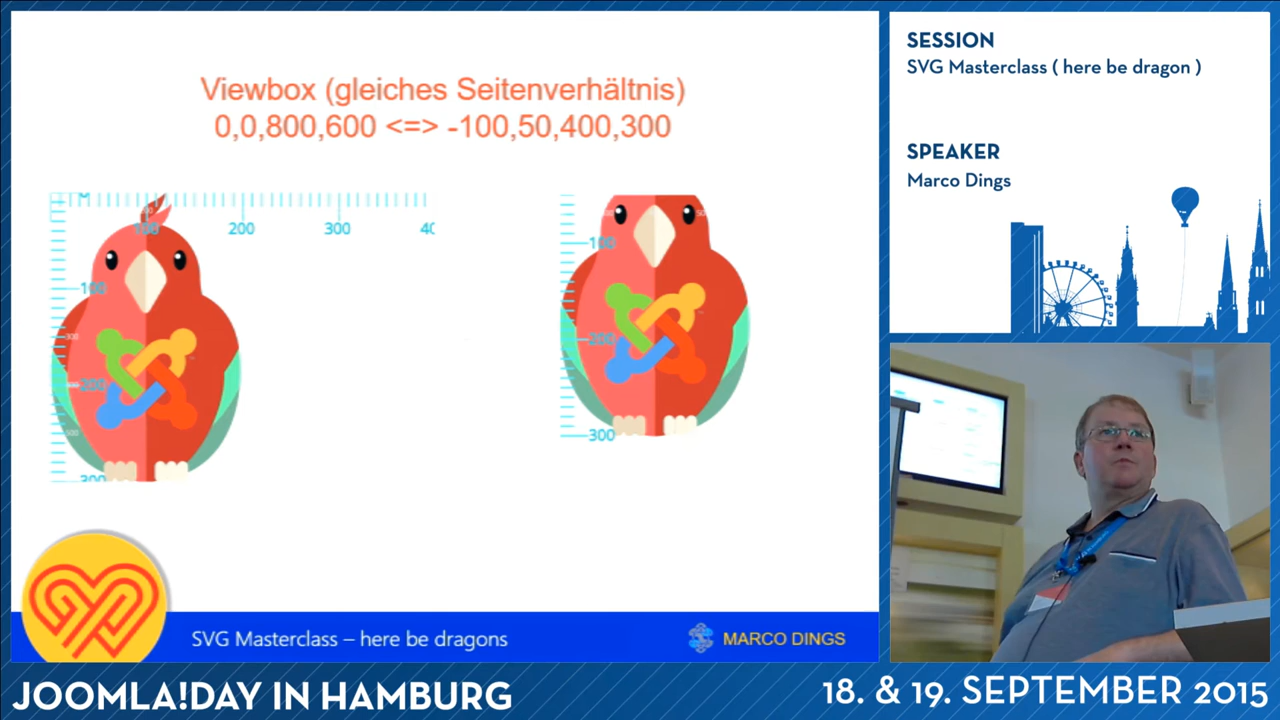 Viewbox (gleiches Seitenverhältnis)
0,0,800,600 <=> -100,50,400,300
100
200
300
100
200
100
200
300
SVG Masterclass – here be dragons
MARCO DINGS
SESSION
SVG Masterclass ( here be dragon )
SPEAKER
Marco Dings
JOOMLA!DAY IN HAMBURG
18. & 19. SEPTEMBER 2015